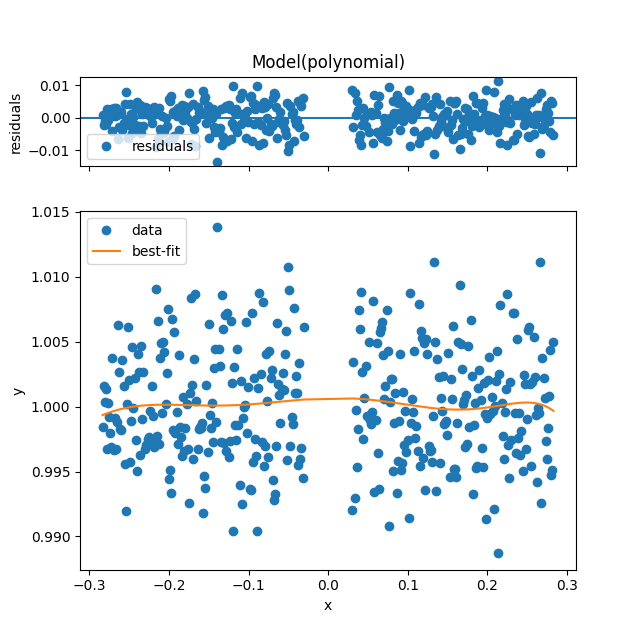 Model(polynomial)
0.01
0.00
−0.01
residuals
residuals
1.015
1.010
1.005
1.000
0.995
0.990
y
data
best-fit
−0.3 −0.2 −0.1 0.0 0.1 0.2 0.3
x